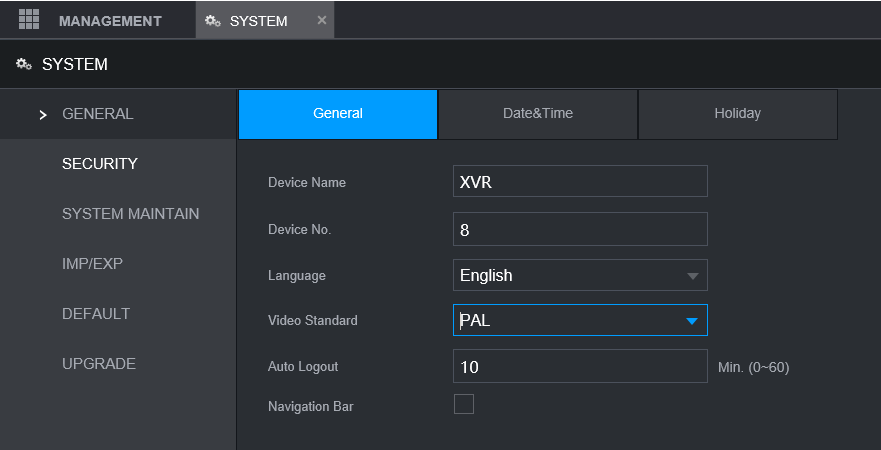 MANAGEMENT SYSTEM ×
SYSTEM
GENERAL
SECURITY
SYSTEM MAINTAIN
IMP/EXP
DEFAULT
UPGRADE
General Date&Time Holiday
Device Name XVR
Device No. 8
Language English
Video Standard PAL
Auto Logout 10 Min. (0~60)
Navigation Bar